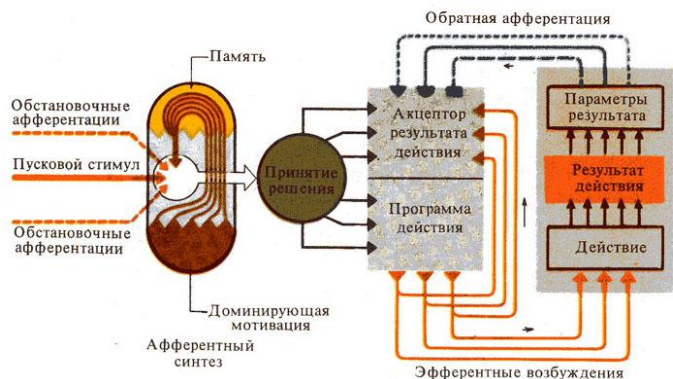 Обратная афферентация
Память
Обстановочные
афферентации
Пусковой стимул
Обстановочные
афферентации
Принятие
решения
Акцептор
результата
действия
Программа
действия
Параметры
результата
Результат
действия
Действие
Доминирующая
мотивация
Афферентный
синтез
Эфферентные возбуждения